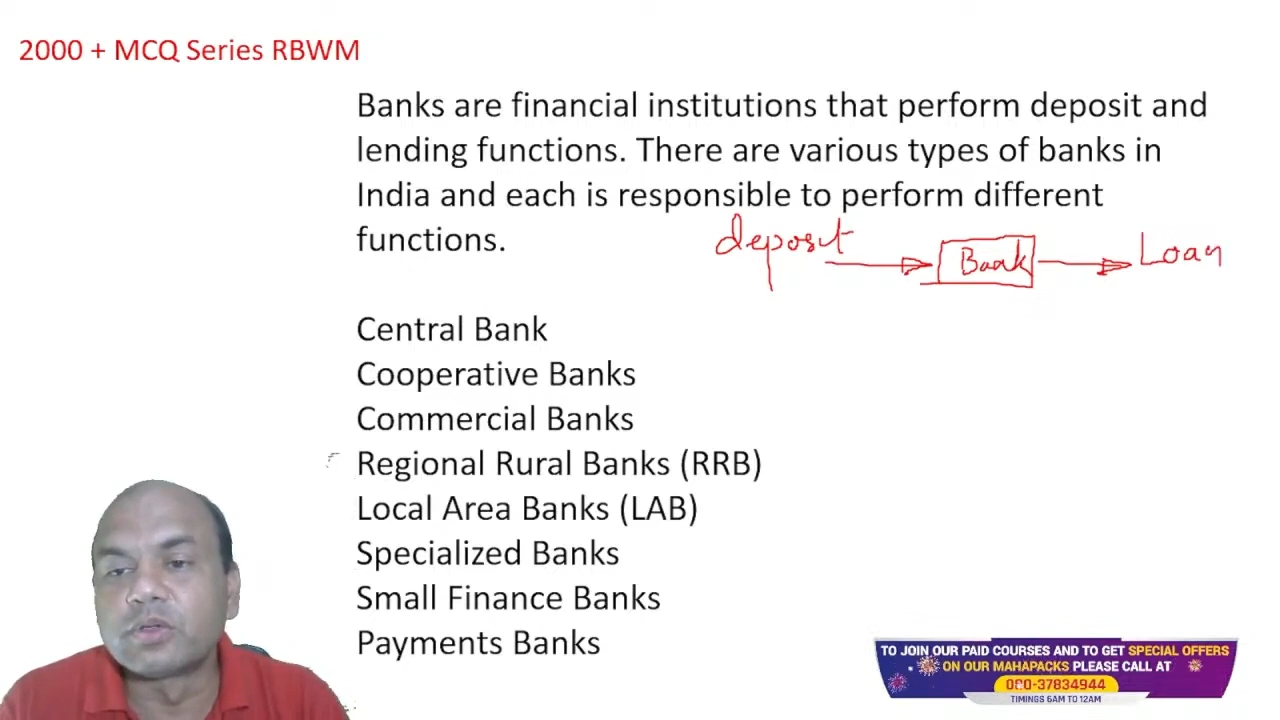 2000 + MCQ Series RBWM
Banks are financial institutions that perform deposit and
lending functions. There are various types of banks in
India and each is responsible to perform different
functions.
deposit Bank Loan
Central Bank
Cooperative Banks
Commercial Banks
Regional Rural Banks (RRB)
Local Area Banks (LAB)
Specialized Banks
Small Finance Banks
Payments Banks
TO JOIN OUR PAID COURSES AND TO GET SPECIAL OFFERS
ON OUR MAHAPACKS PLEASE CALL AT
080-37834944
TIMINGS 6AM TO 12AM